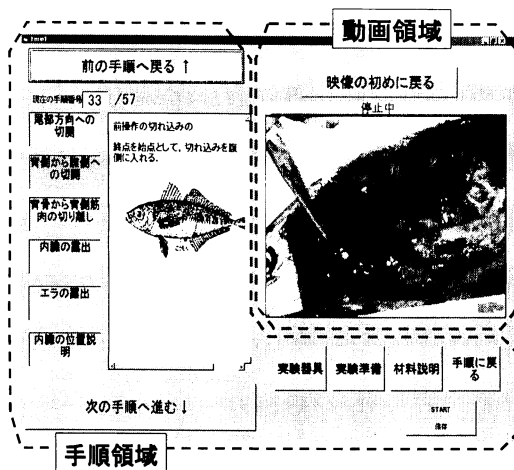 動画領域
前の手順へ戻る ↑
現在の手順番号 33 /57
尾部方向への
切開
背側から腹側へ
の切開
背骨から背側筋
肉の切り離し
内臓の露出
エラの露出
内臓の位置説
明
前操作の切れ込みの
終点を始点として、切れ込みを腹
側に入れる.
次の手順へ進む ↓
手順領域
映像の初めに戻る
停止中
実験器具
実験準備
材料説明
手順に戻
る
START
保存